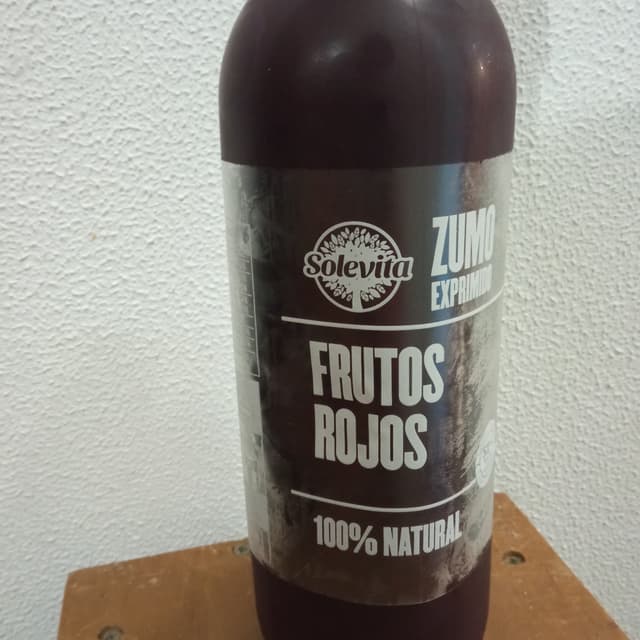 Solevita
ZUMO
EXPRIMIDO
FRUTOS
ROJOS
100% NATURAL